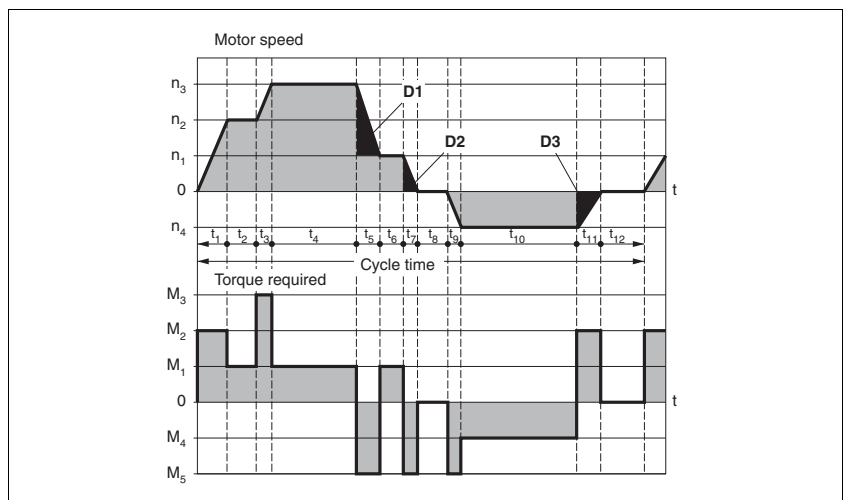 Motor speed
n₃
D1
n₂
n₁
D2
D3
0
t
n₄
t₁ t₂ t₃ t₄ t₅ t₆ t₇ t₈ t₉ t₁₀ t₁₁ t₁₂
Cycle time
Torque required
M₃
M₂
M₁
0
t
M₄
M₅